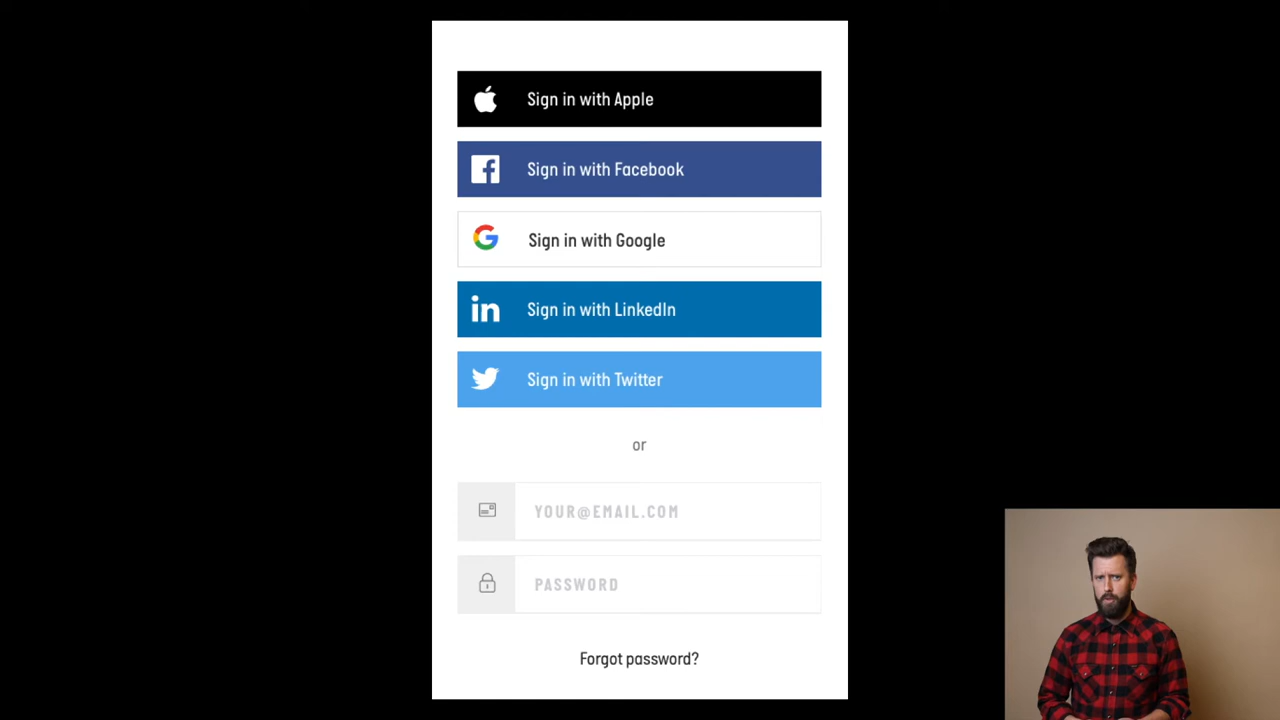 Sign in with Apple
Sign in with Facebook
Sign in with Google
Sign in with LinkedIn
Sign in with Twitter
or
YOUR@EMAIL.COM
PASSWORD
Forgot password?